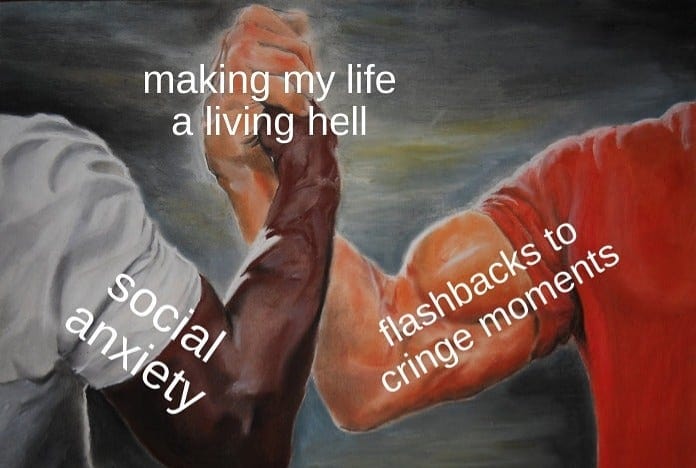 making my life
a living hell
social
anxiety
flashbacks to
cringe moments